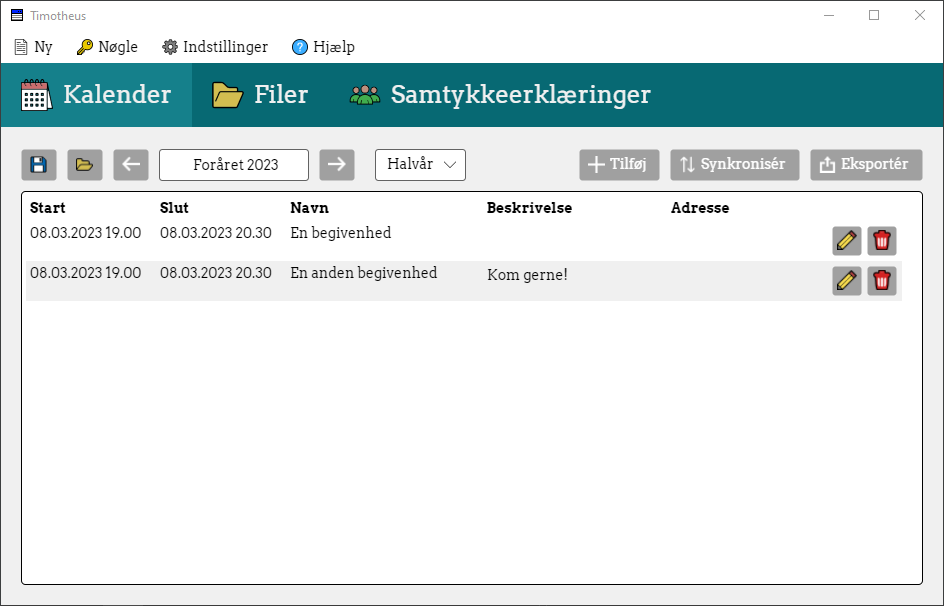 Timotheus
Ny Nøgle Indstillinger ? Hjælp
Kalender Filer Samtykkeerklæringer
Foråret 2023 Halvår Tilføj Synkronisér Eksportér
Start Slut Navn Beskrivelse Adresse
08.03.2023 19.00 08.03.2023 20.30 En begivenhed
08.03.2023 19.00 08.03.2023 20.30 En anden begivenhed Kom gerne!